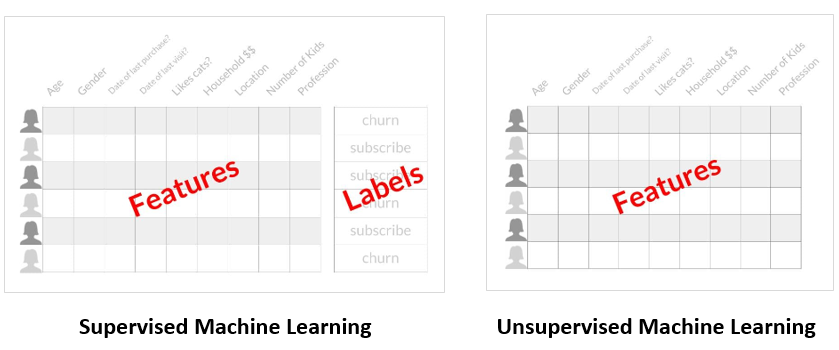 Age
Gender
Date of last purchase?
Date of last visit?
Likes cats?
Household $$
Location
Number of Kids
Profession
churn
subscribe
subscribe
churn
subscribe
churn
Features
Labels
Supervised Machine Learning
Age
Gender
Date of last purchase?
Date of last visit?
Likes cats?
Household $$
Location
Number of Kids
Profession
Features
Unsupervised Machine Learning